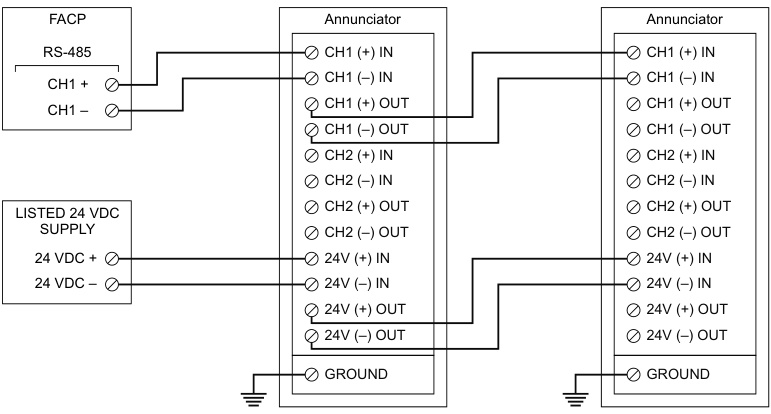 FACP
RS-485
CH1 +
CH1 –
LISTED 24 VDC
SUPPLY
24 VDC +
24 VDC –
Annunciator
CH1 (+) IN
CH1 (–) IN
CH1 (+) OUT
CH1 (–) OUT
CH2 (+) IN
CH2 (–) IN
CH2 (+) OUT
CH2 (–) OUT
24V (+) IN
24V (–) IN
24V (+) OUT
24V (–) OUT
GROUND
Annunciator
CH1 (+) IN
CH1 (–) IN
CH1 (+) OUT
CH1 (–) OUT
CH2 (+) IN
CH2 (–) IN
CH2 (+) OUT
CH2 (–) OUT
24V (+) IN
24V (–) IN
24V (+) OUT
24V (–) OUT
GROUND